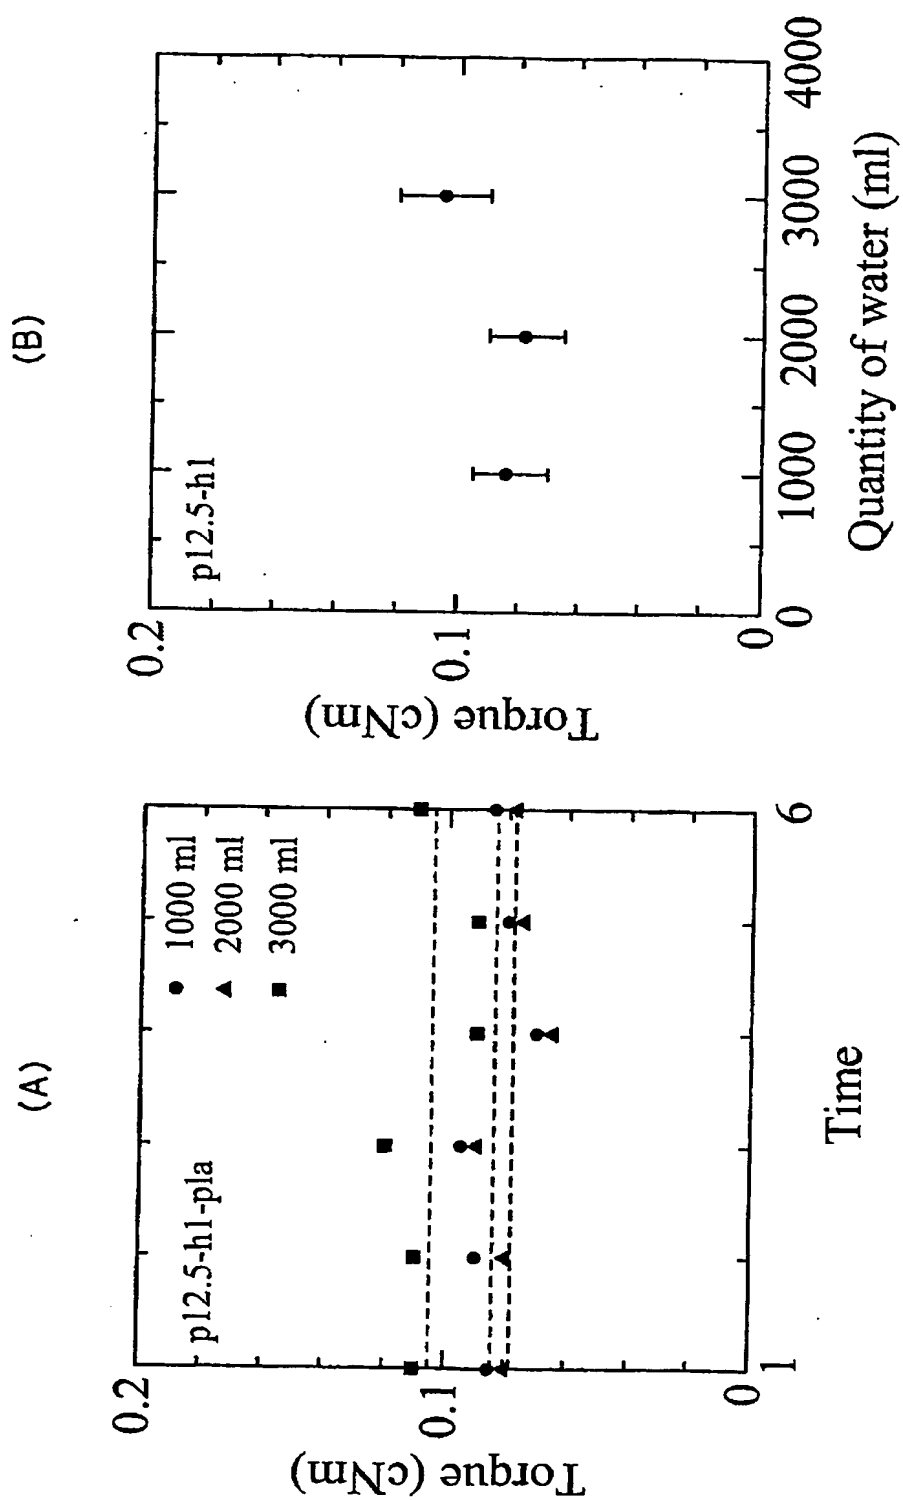 (A)
p12.5-h1-pla
1000 ml
2000 ml
3000 ml
Torque (cNm)
0.2
0.1
0
1
6
Time
(B)
p12.5-h1
Torque (cNm)
0.2
0.1
0
0
1000
2000
3000
4000
Quantity of water (ml)